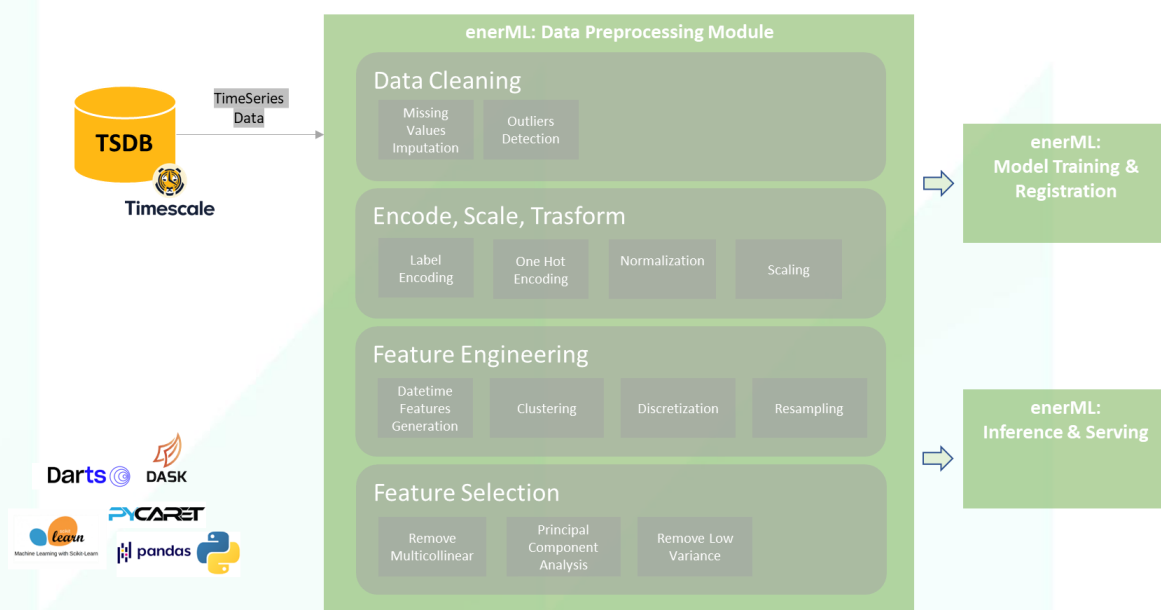 enerML: Data Preprocessing Module
Data Cleaning
Missing
Values
Imputation
Outliers
Detection
TimeSeries
Data
TSDB
Timescale
Encode, Scale, Trasform
Label
Encoding
One Hot
Encoding
Normalization
Scaling
Feature Engineering
Datetime
Features
Generation
Clustering
Discretization
Resampling
Feature Selection
Remove
Multicollinear
Principal
Component
Analysis
Remove Low
Variance
enerML:
Model Training &
Registration
enerML:
Inference & Serving
Darts
DASK
PYCARET
learn
Machine Learning with Scikit-Learn
pandas